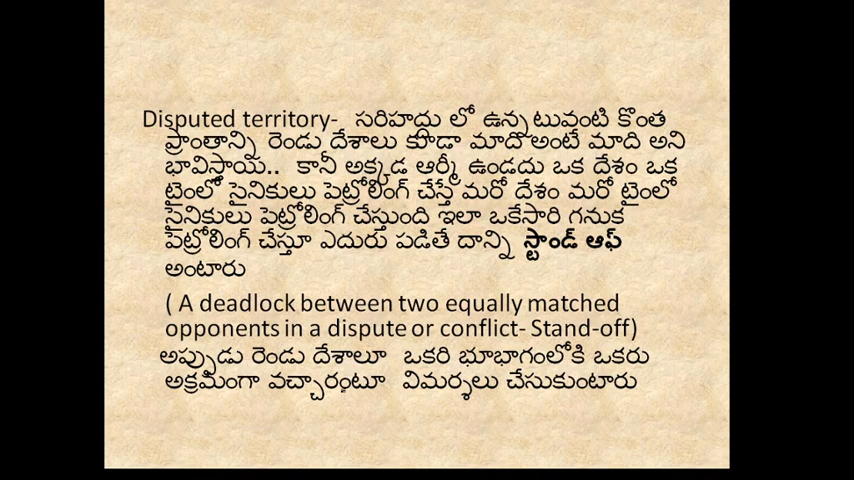 Disputed territory- సరిహద్దు లో ఉన్నటువంటి కొంత
ప్రాంతాన్ని రెండు దేశాలు కూడా మాది అంటే మాది అని
భావిస్తాయి.. కానీ అక్కడ ఆర్మీ ఉండదు ఒక దేశం ఒక
టైంలో సైనికులు పెట్రోలింగ్ చేస్తే మరో దేశం మరో టైంలో
సైనికులు పెట్రోలింగ్ చేస్తుంది ఇలా ఒకేసారి గనుక
పెట్రోలింగ్ చేస్తూ ఎదురు పడితే దాన్ని స్టాండ్ ఆఫ్
అంటారు
( A deadlock between two equally matched
opponents in a dispute or conflict- Stand-off)
అప్పుడు రెండు దేశాలూ ఒకరి భూభాగంలోకి ఒకరు
అక్రమంగా వచ్చారంటూ విమర్శలు చేసుకుంటారు